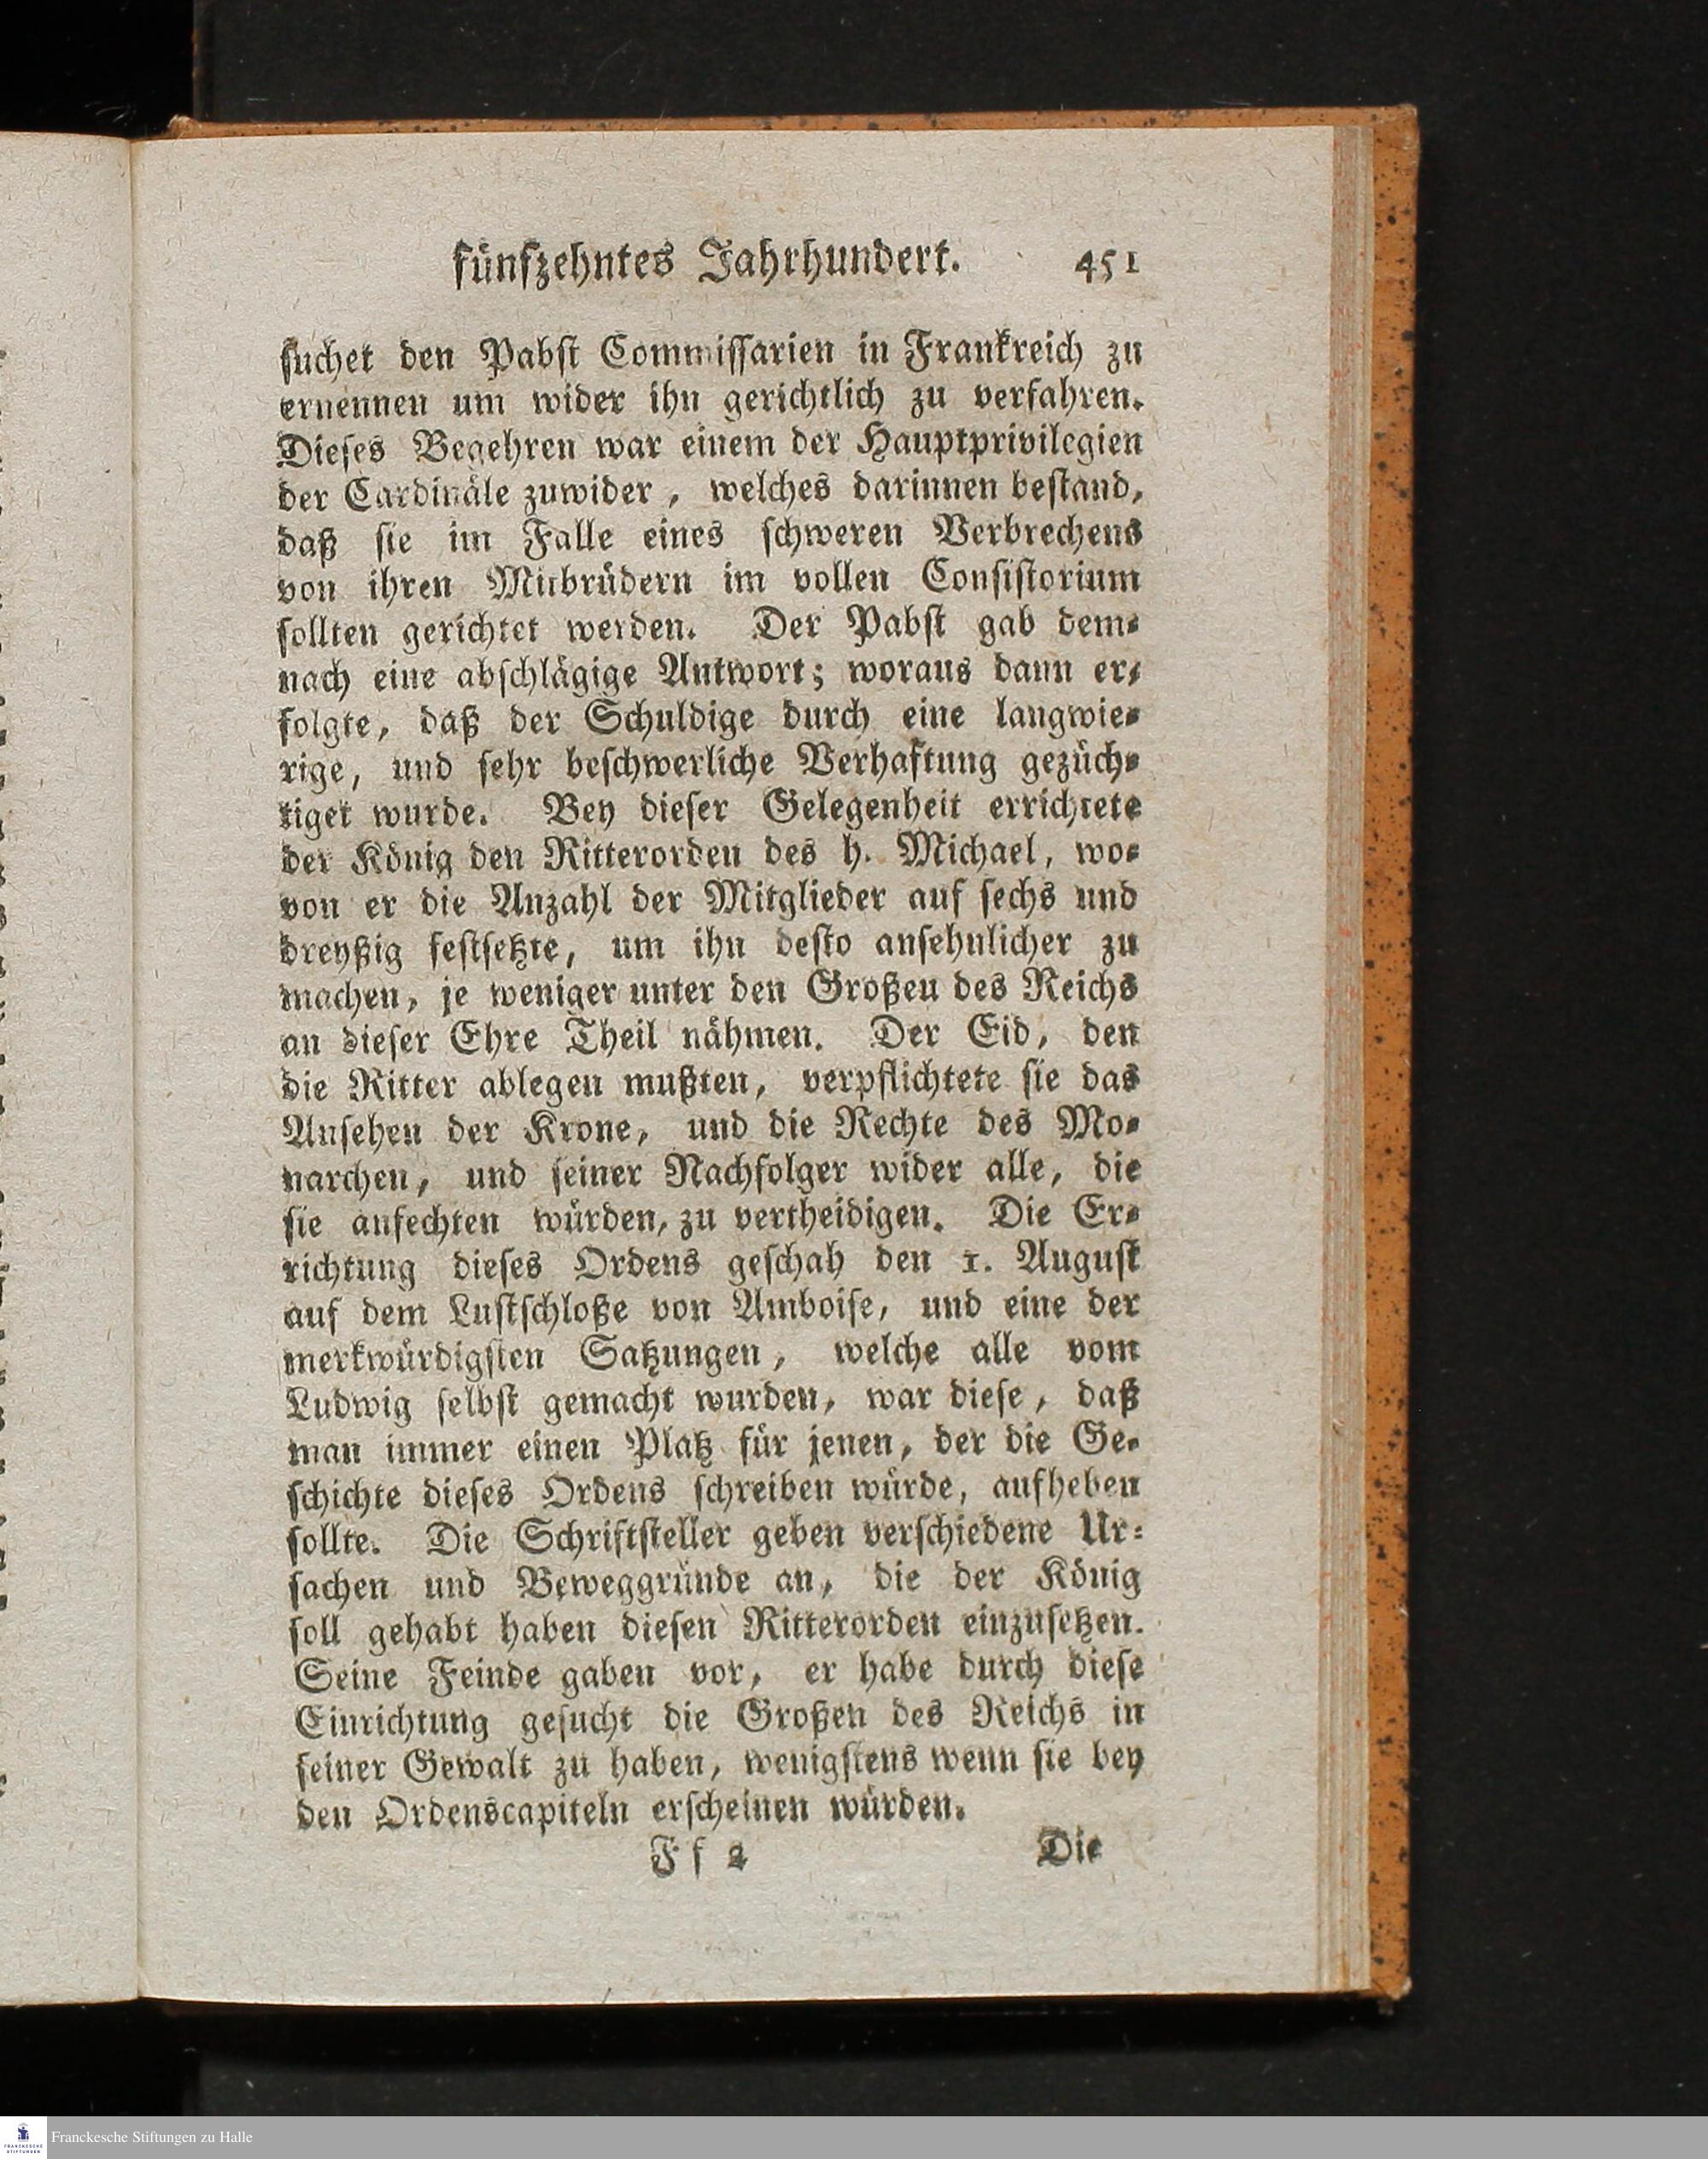 fünfzehntes Jahrhundert. 451
suchet den Pabst Commissarien in Frankreich zu
ernennen um wider ihn gerichtlich zu verfahren.
Dieses Begehren war einem der Hauptprivilegien
der Cardinäle zuwider, welches darinnen bestand,
daß sie im Falle eines schweren Verbrechens
von ihren Mitbrüdern im vollen Consistorium
sollten gerichtet werden. Der Pabst gab dem⸗
nach eine abschlägige Antwort; woraus dann er⸗
folgte, daß der Schuldige durch eine langwie⸗
rige, und sehr beschwerliche Verhaftung gezüch⸗
tiget wurde. Bey dieser Gelegenheit errichtete
der König den Ritterorden des h. Michael, wo⸗
von er die Anzahl der Mitglieder auf sechs und
dreyßig festsetzte, um ihn desto ansehnlicher zu
machen, je weniger unter den Großen des Reichs
an dieser Ehre Theil nähmen. Der Eid, den
die Ritter ablegen mußten, verpflichtete sie das
Ansehen der Krone, und die Rechte des Mo⸗
narchen, und seiner Nachfolger wider alle, die
sie anfechten würden, zu vertheidigen. Die Er⸗
richtung dieses Ordens geschah den 1. August
auf dem Lustschloße von Amboise, und eine der
merkwürdigsten Satzungen, welche alle vom
Ludwig selbst gemacht wurden, war diese, daß
man immer einen Platz für jenen, der die Ge⸗
schichte dieses Ordens schreiben würde, aufheben
sollte. Die Schriftsteller geben verschiedene Ur⸗
sachen und Beweggründe an, die der König
soll gehabt haben diesen Ritterorden einzusetzen.
Seine Feinde gaben vor, er habe durch diese
Einrichtung gesucht die Großen des Reichs in
seiner Gewalt zu haben, wenigstens wenn sie bey
den Ordenscapiteln erscheinen würden.
F f 2 Die
Franckesche Stiftungen zu Halle